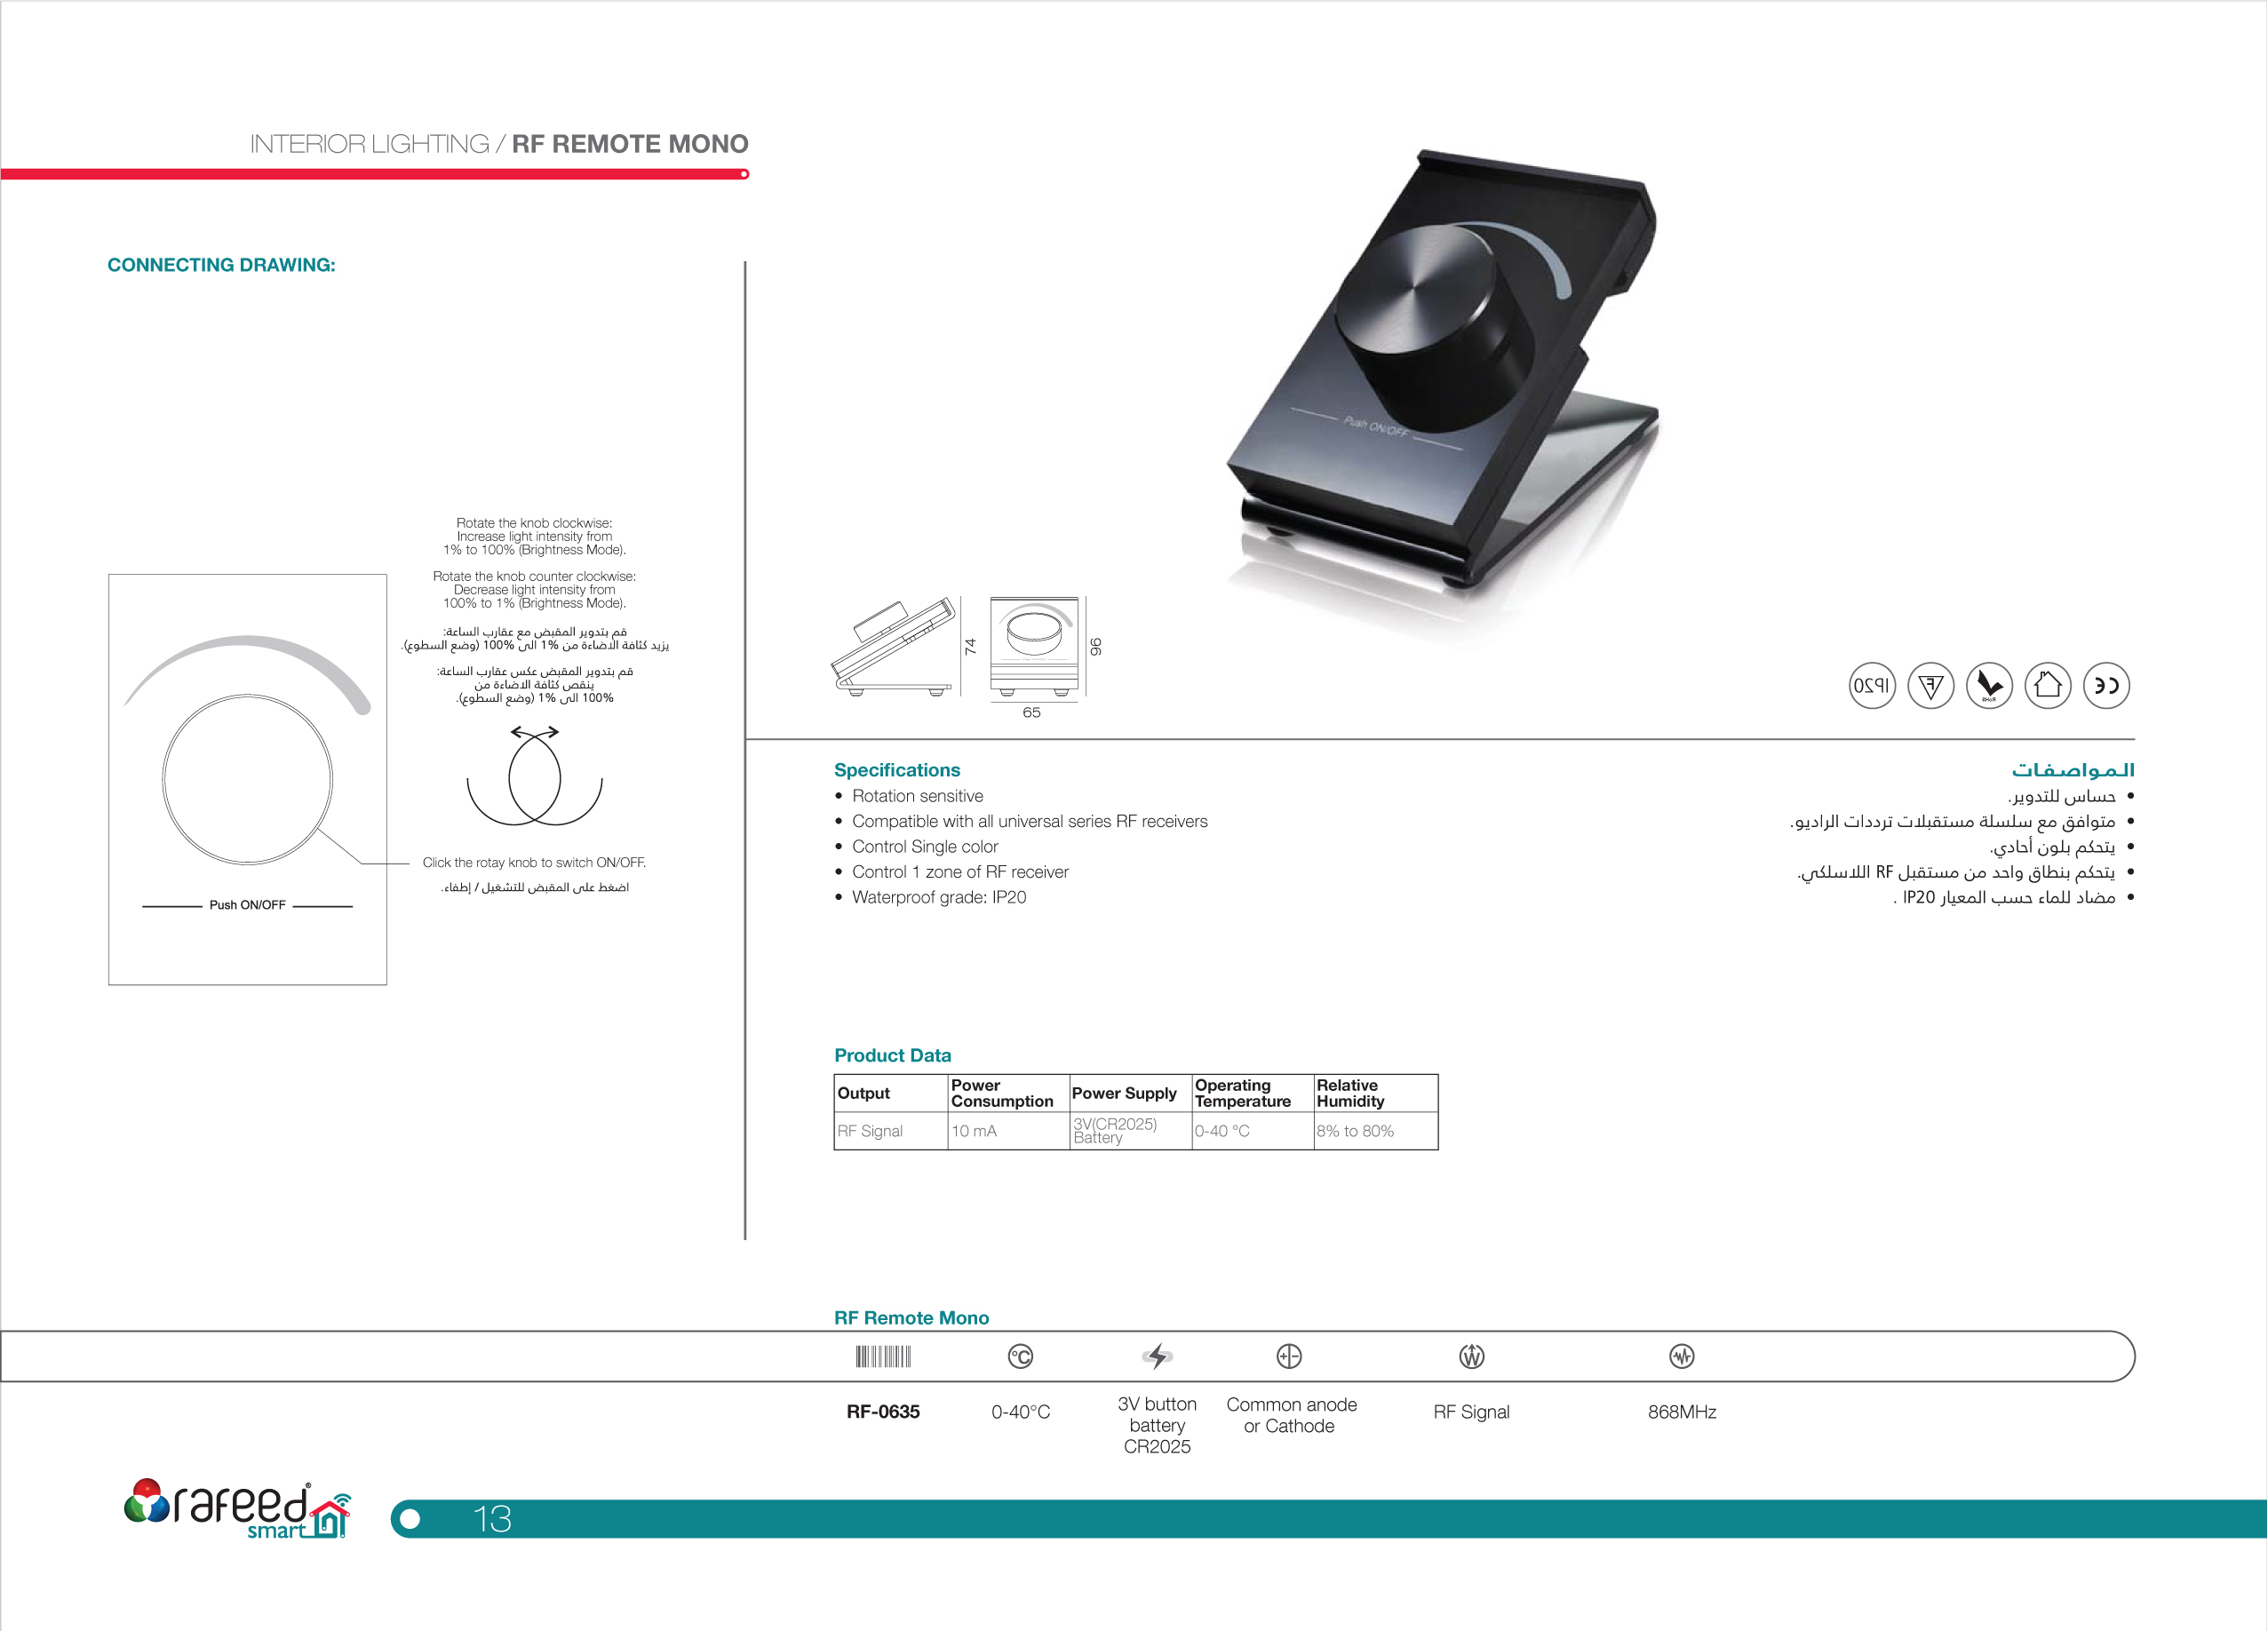 INTERIOR LIGHTING / RF REMOTE MONO
CONNECTING DRAWING:
Rotate the knob clockwise:
Increase light intensity from
1% to 100% (Brightness Mode).
Rotate the knob counter clockwise:
Decrease light intensity from
100% to 1% (Brightness Mode).
قم بتدوير المقبض مع عقارب الساعة:
يزيد كثافة الاضاءة من 1% الى 100% (وضع السطوع).
قم بتدوير المقبض عكس عقارب الساعة:
ينقص كثافة الاضاءة من
100% الى 1% (وضع السطوع).
Click the rotay knob to switch ON/OFF.
اضغط على المقبض للتشغيل / إطفاء.
Push ON/OFF
Push ON/OFF
74
96
65
IP20
F
RoHS
CE
Specifications
• Rotation sensitive
• Compatible with all universal series RF receivers
• Control Single color
• Control 1 zone of RF receiver
• Waterproof grade: IP20
المواصفات
• حساس للتدوير.
• متوافق مع سلسلة مستقبلات ترددات الراديو.
• يتحكم بلون أحادي.
• يتحكم بنطاق واحد من مستقبل RF اللاسلكي.
• مضاد للماء حسب المعيار IP20 .
Product Data
Output Power Consumption Power Supply Operating Temperature Relative Humidity
RF Signal 10 mA 3V(CR2025) Battery 0-40 °C 8% to 80%
RF Remote Mono
°C
W
RF-0635 0-40°C 3V button battery CR2025 Common anode or Cathode RF Signal 868MHz
rafeed®
smart
13